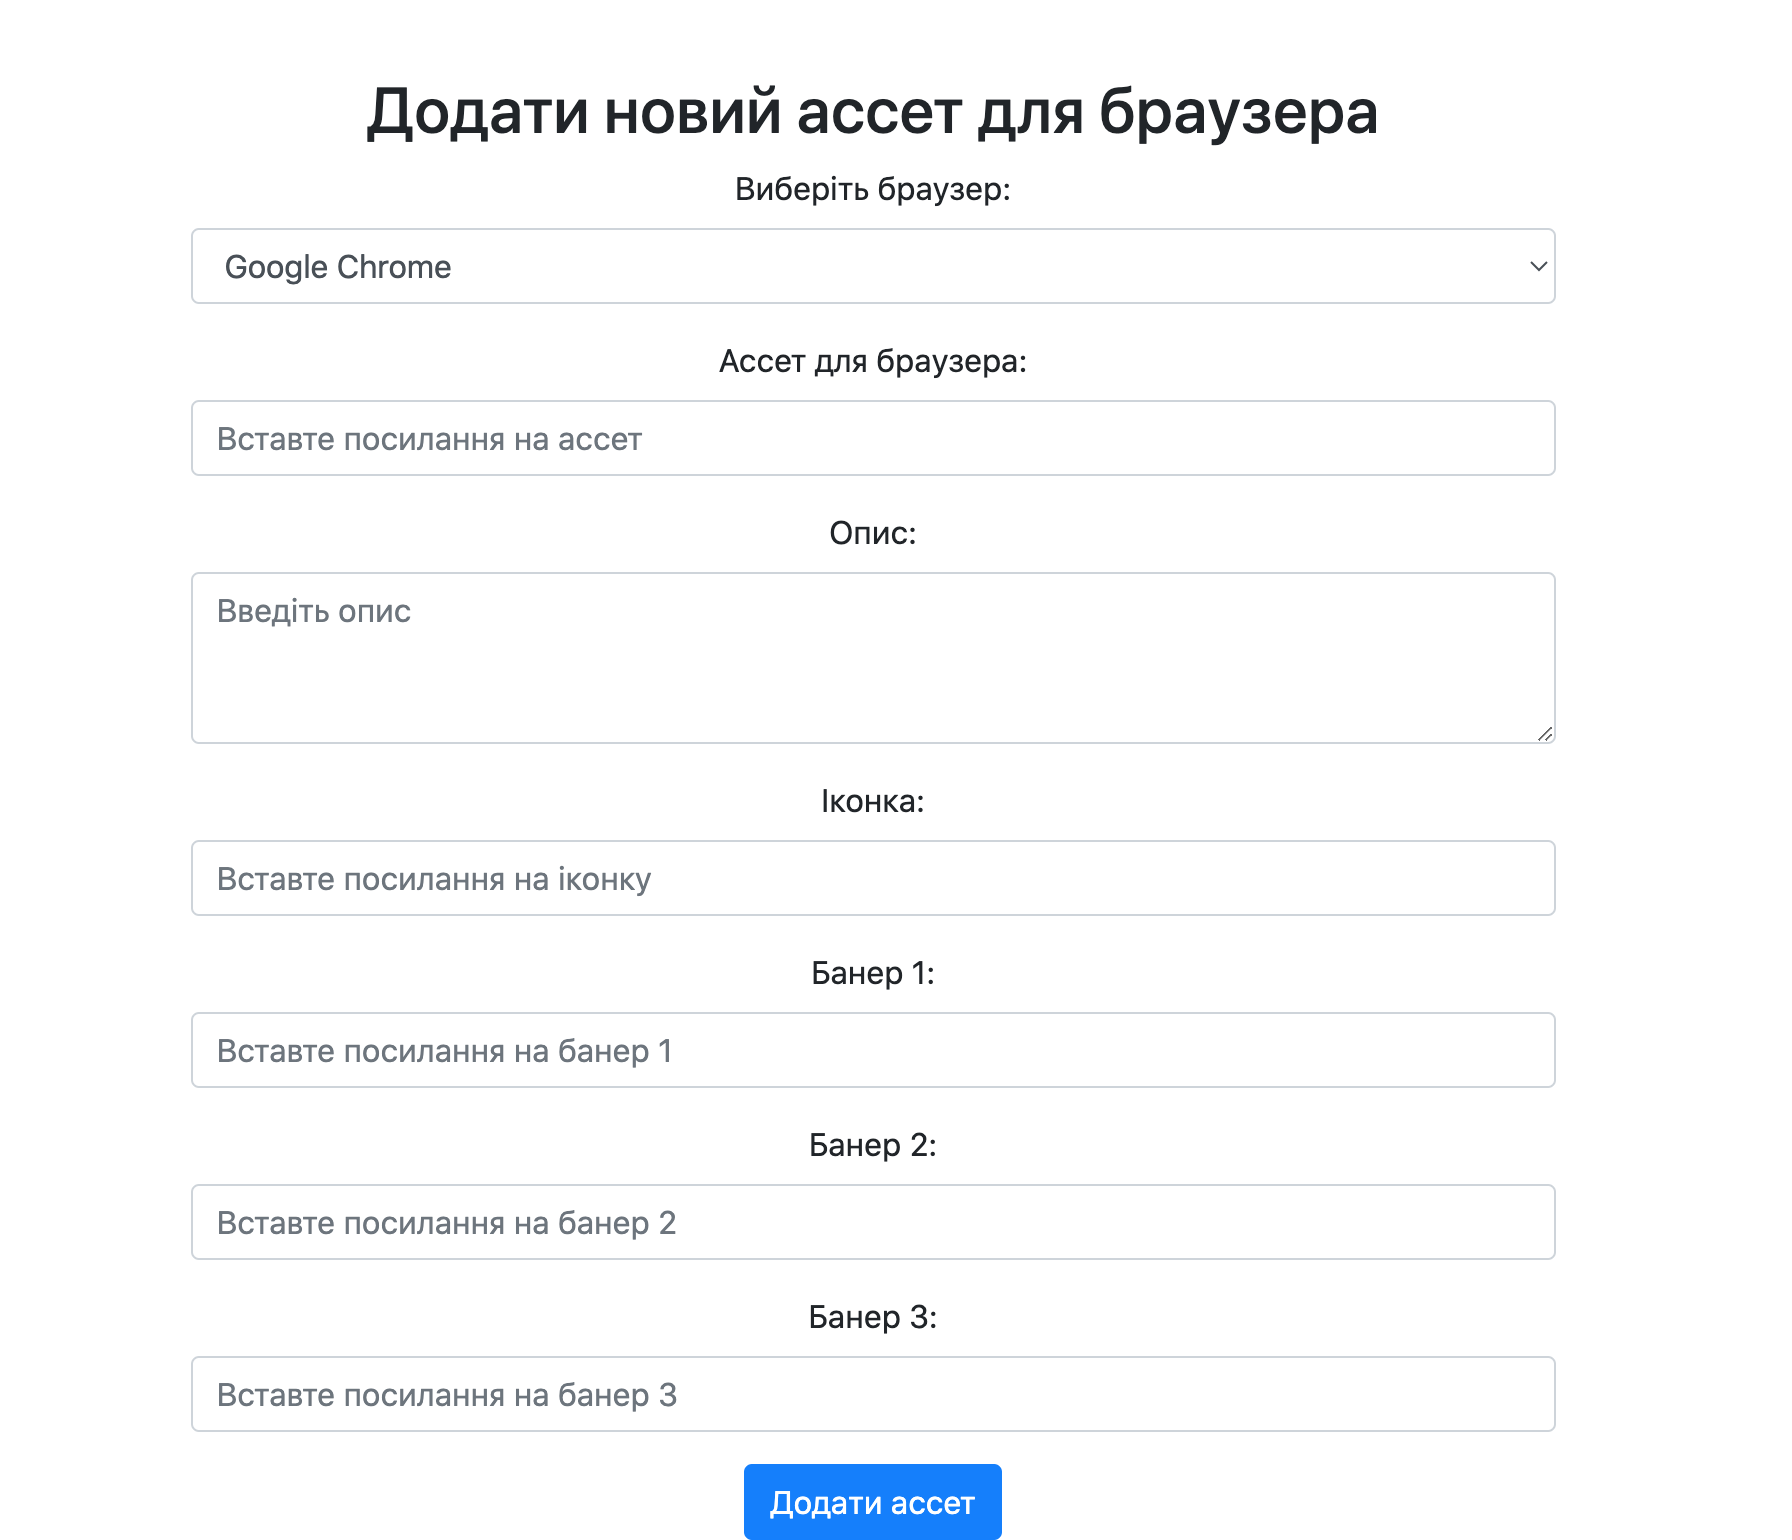 Додати новий ассет для браузера
Виберіть браузер:
Google Chrome
Ассет для браузера:
Вставте посилання на ассет
Опис:
Введіть опис
Іконка:
Вставте посилання на іконку
Банер 1:
Вставте посилання на банер 1
Банер 2:
Вставте посилання на банер 2
Банер 3:
Вставте посилання на банер 3
Додати ассет